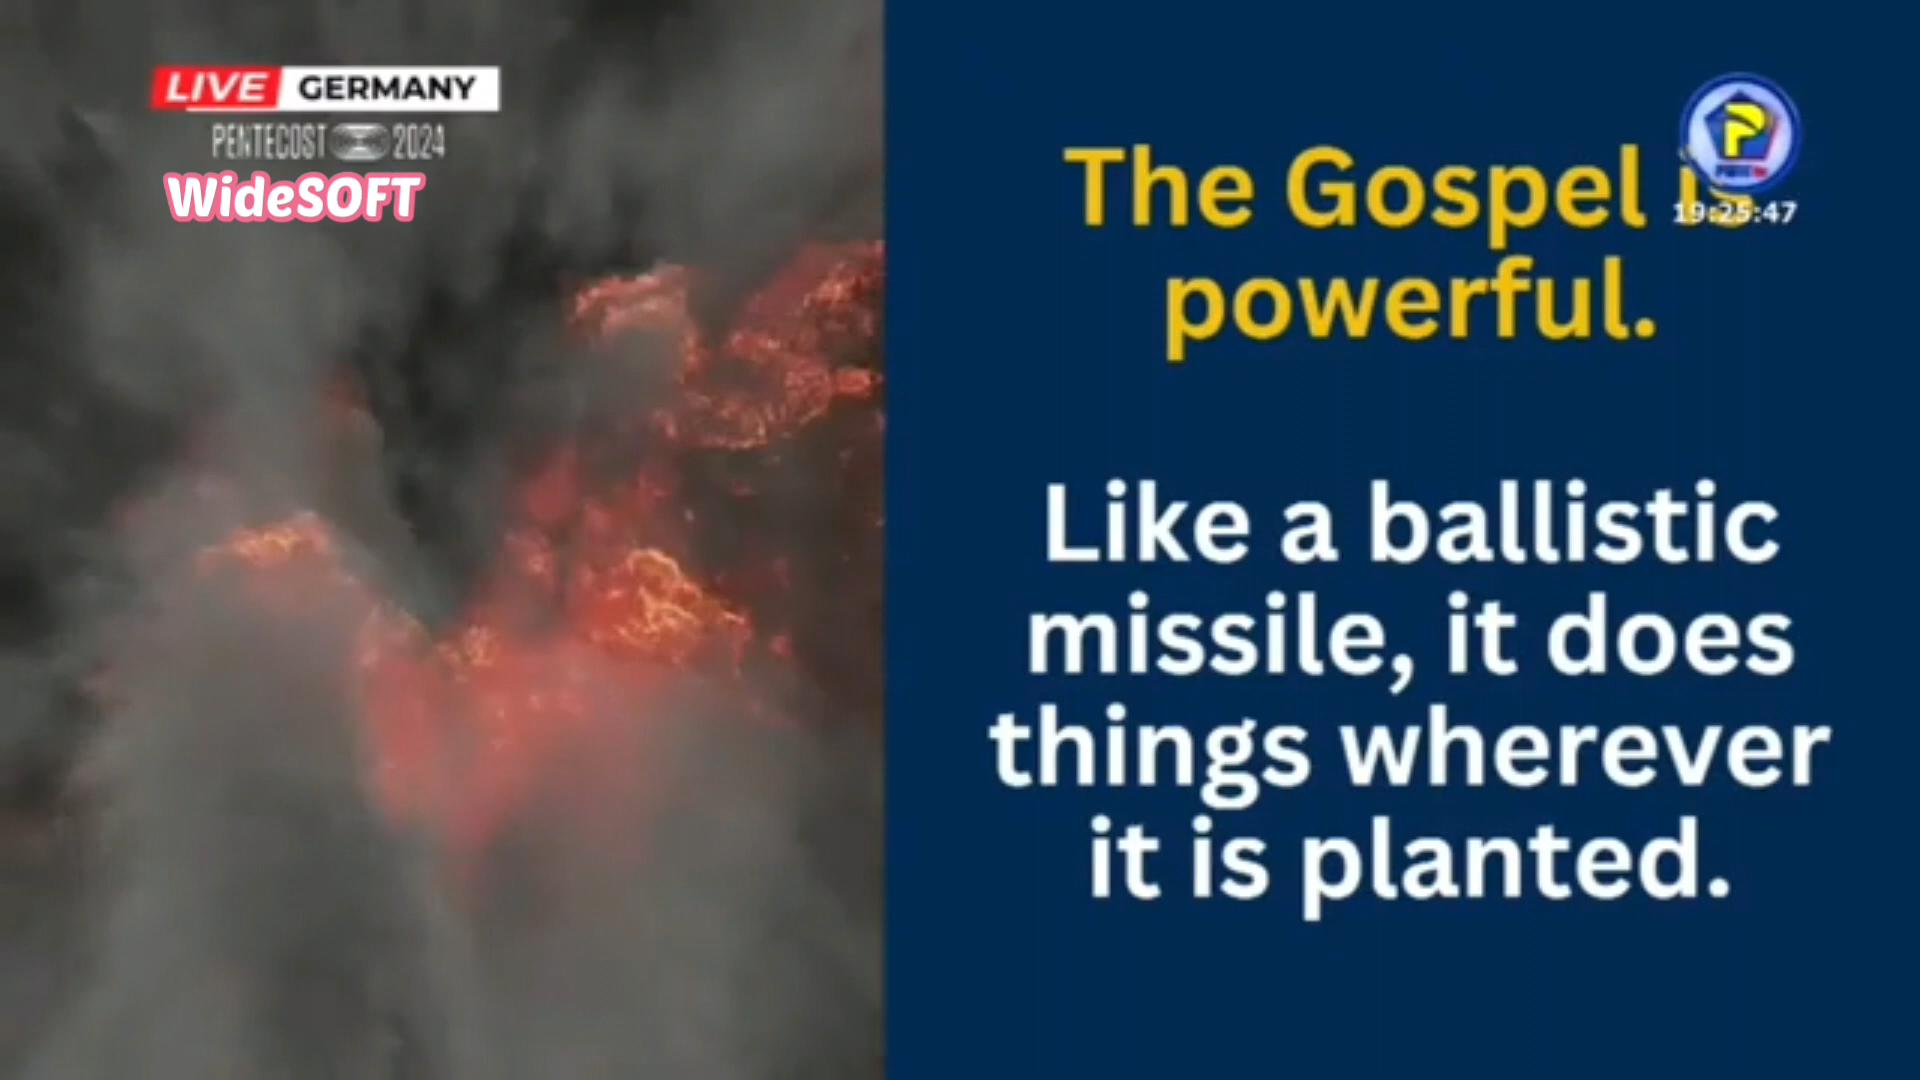 LIVE GERMANY
PENTECOST 2024
WideSOFT
The Gospel is
19:25:47
powerful.
Like a ballistic
missile, it does
things wherever
it is planted.